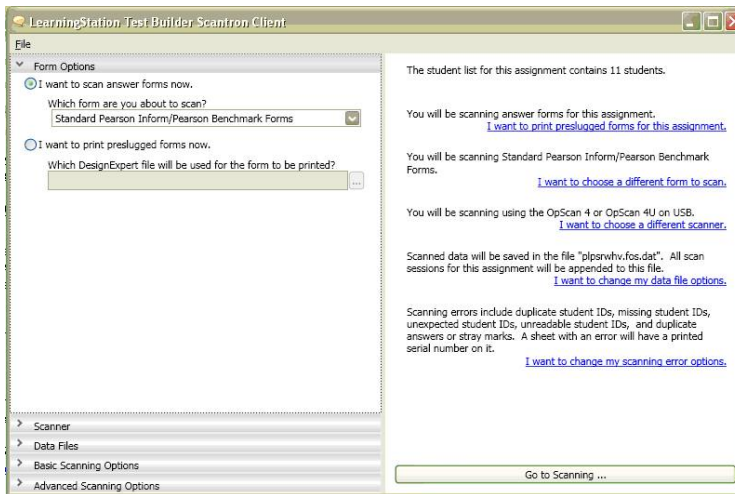 LearningStation Test Builder Scantron Client
File
Form Options
I want to scan answer forms now.
Which form are you about to scan?
Standard Pearson Inform/Pearson Benchmark Forms
I want to print preslugged forms now.
Which DesignExpert file will be used for the form to be printed?
...
Scanner
Data Files
Basic Scanning Options
Advanced Scanning Options
The student list for this assignment contains 11 students.
You will be scanning answer forms for this assignment.
I want to print preslugged forms for this assignment.
You will be scanning Standard Pearson Inform/Pearson Benchmark
Forms.
I want to choose a different form to scan.
You will be scanning using the OpScan 4 or OpScan 4U on USB.
I want to choose a different scanner.
Scanned data will be saved in the file "plpsrwhv.fos.dat". All scan
sessions for this assignment will be appended to this file.
I want to change my data file options.
Scanning errors include duplicate student IDs, missing student IDs,
unexpected student IDs, unreadable student IDs, and duplicate
answers or stray marks. A sheet with an error will have a printed
serial number on it.
I want to change my scanning error options.
Go to Scanning ...